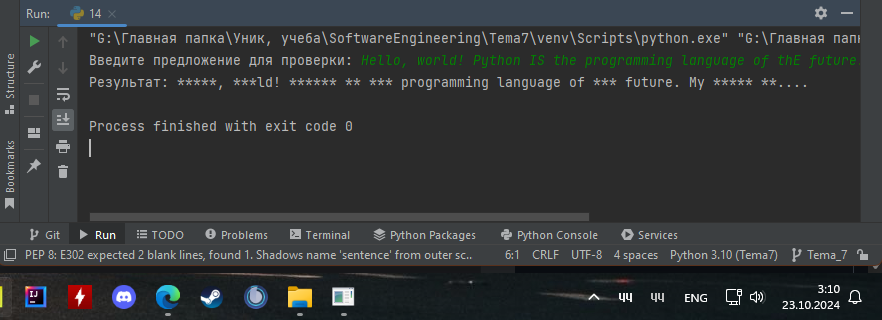 Run: 14
"G:\Главная папка\Уник, учеба\SoftwareEngineering\Tema7\venv\Scripts\python.exe" "G:\Главная
Введите предложение для проверки: Hello, world! Python IS the programming language of thE future
Результат: *****, ***ld! ****** ** *** programming language of *** future. My ***** **....
Process finished with exit code 0
Structure
Bookmarks
Git Run TODO Problems Terminal Python Packages Python Console Services
PEP 8: E302 expected 2 blank lines, found 1. Shadows name 'sentence' from outer sc.. 6:1 CRLF UTF-8 4 spaces Python 3.10 (Tema7) Tema_7
ENG 3:10
23.10.2024